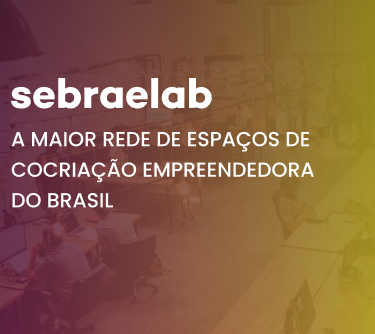 sebraelab
A MAIOR REDE DE ESPAÇOS DE
COCRIAÇÃO EMPREENDEDORA
DO BRASIL